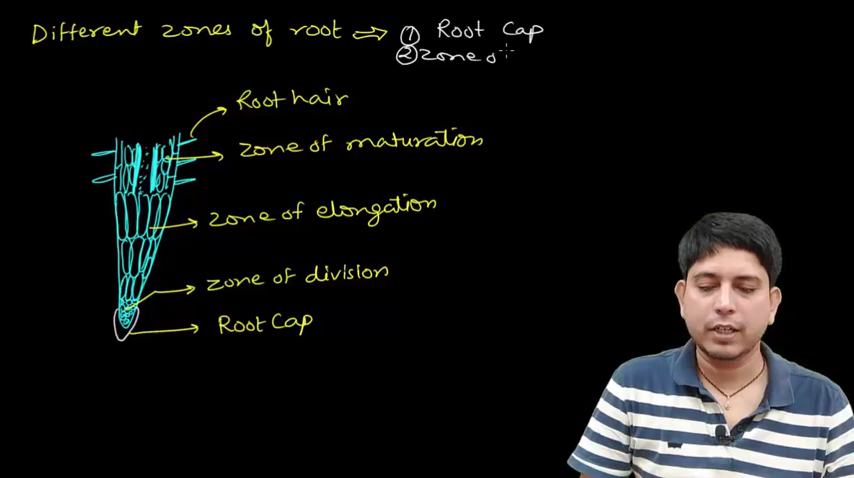 Different zones of root ⇒ ① Root Cap
② zone o
Root hair
zone of maturation
zone of elongation
zone of division
Root Cap